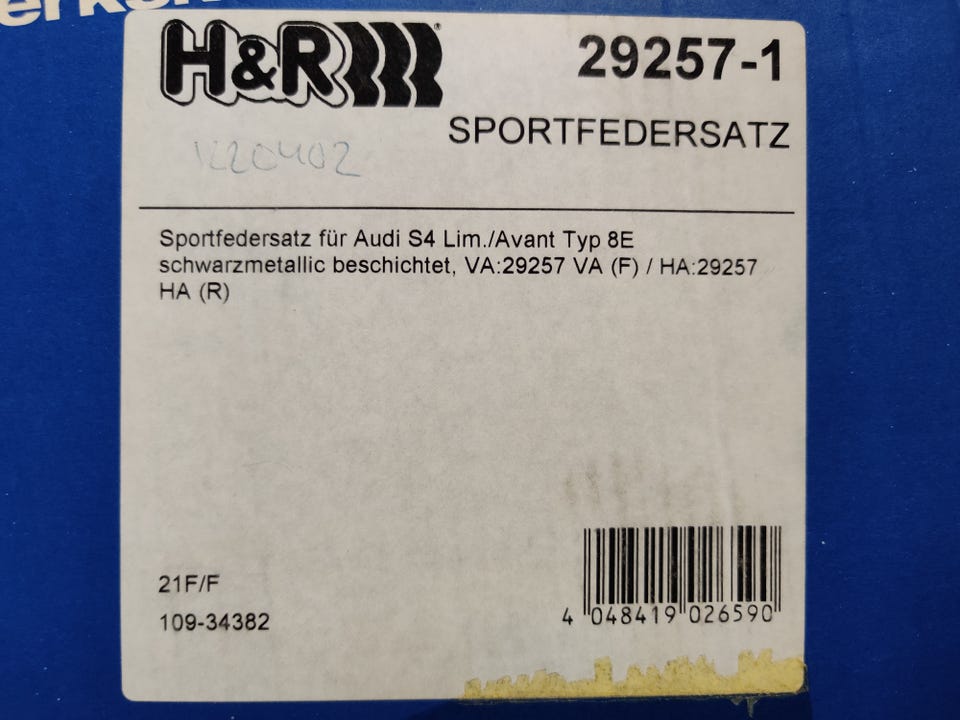 H&R®
29257-1
SPORTFEDERSATZ
Sportfedersatz für Audi S4 Lim./Avant Typ 8E
schwarzmetallic beschichtet, VA:29257 VA (F) / HA:29257
HA (R)
21F/F
109-34382
4 048419 026590